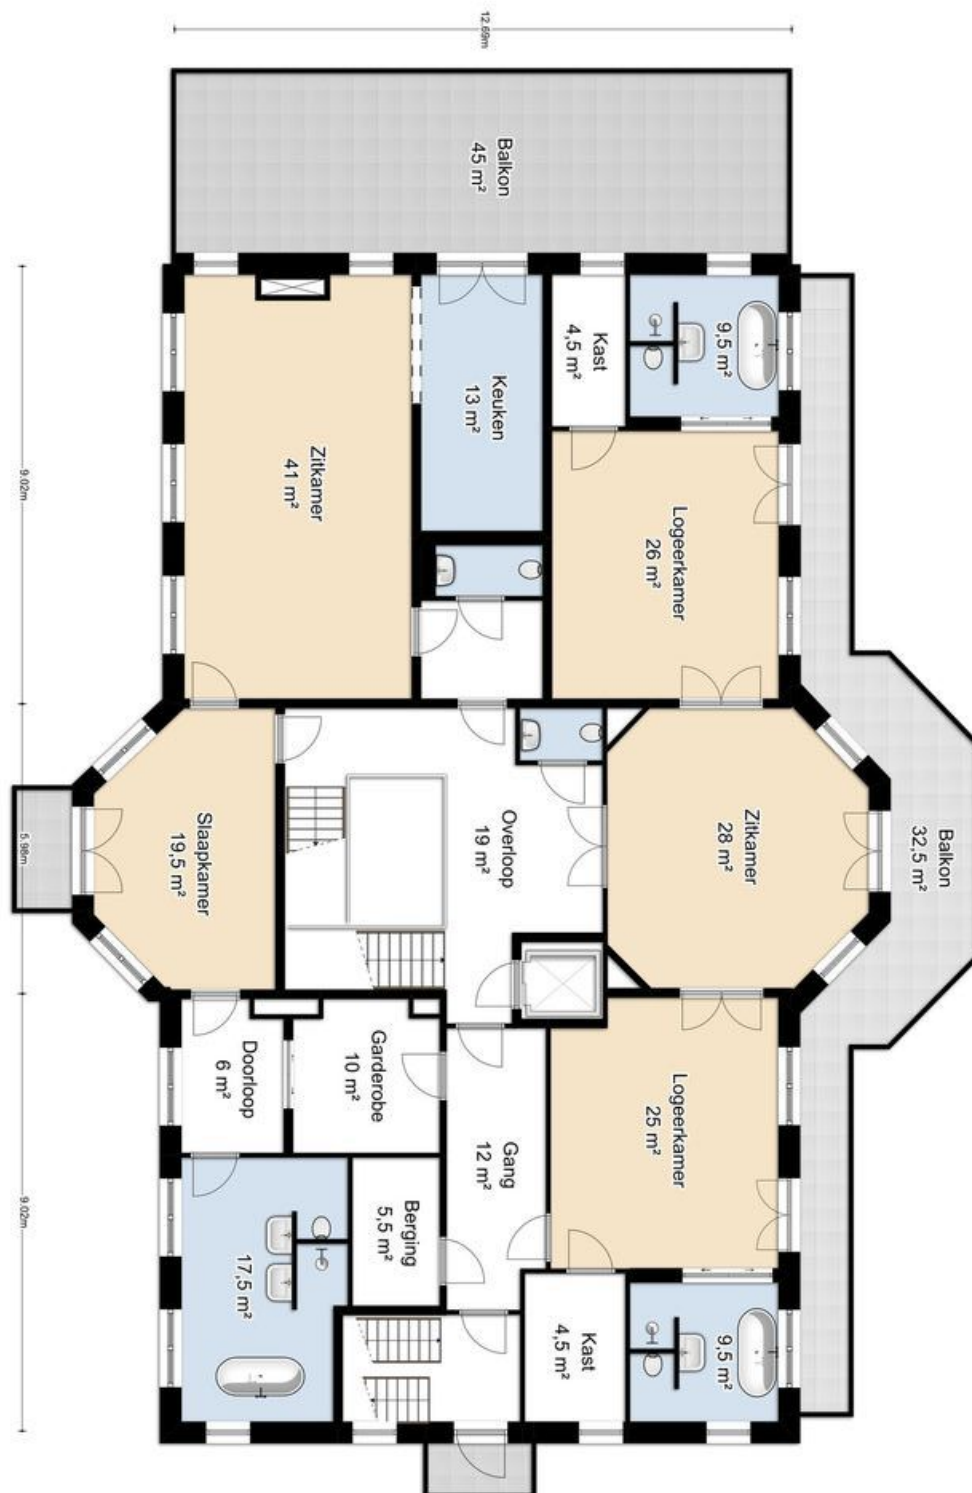 12.69m
Balkon
45 m²
9.02m
5.98m
9.02m
Zitkamer
41 m²
Keuken
13 m²
Kast
4,5 m²
9,5 m²
Logeerkamer
26 m²
Slaapkamer
19,5 m²
Overloop
19 m²
Zitkamer
28 m²
Balkon
32,5 m²
Doorloop
6 m²
Garderobe
10 m²
Gang
12 m²
Logeerkamer
25 m²
17,5 m²
Berging
5,5 m²
Kast
4,5 m²
9,5 m²